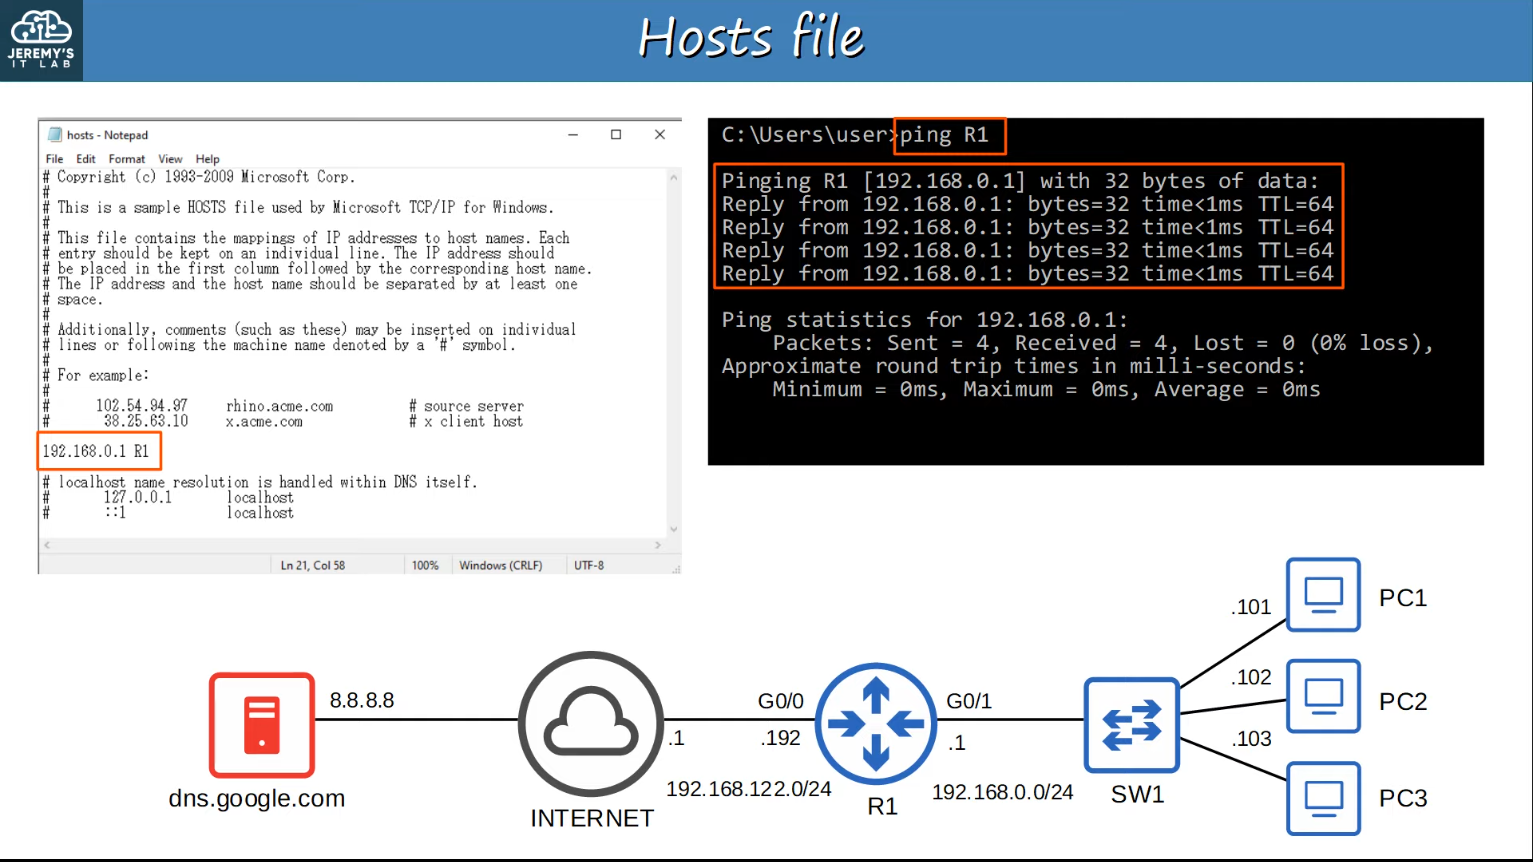 JEREMY'S
IT LAB
Hosts file
hosts - Notepad
File Edit Format View Help
# Copyright (c) 1993-2009 Microsoft Corp.
#
# This is a sample HOSTS file used by Microsoft TCP/IP for Windows.
#
# This file contains the mappings of IP addresses to host names. Each
# entry should be kept on an individual line. The IP address should
# be placed in the first column followed by the corresponding host name.
# The IP address and the host name should be separated by at least one
# space.
#
# Additionally, comments (such as these) may be inserted on individual
# lines or following the machine name denoted by a '#' symbol.
#
# For example:
#
# 102.54.94.97 rhino.acme.com # source server
# 38.25.63.10 x.acme.com # x client host
192.168.0.1 R1
# localhost name resolution is handled within DNS itself.
# 127.0.0.1 localhost
# ::1 localhost
Ln 21, Col 58 100% Windows (CRLF) UTF-8
C:\Users\user>ping R1
Pinging R1 [192.168.0.1] with 32 bytes of data:
Reply from 192.168.0.1: bytes=32 time<1ms TTL=64
Reply from 192.168.0.1: bytes=32 time<1ms TTL=64
Reply from 192.168.0.1: bytes=32 time<1ms TTL=64
Reply from 192.168.0.1: bytes=32 time<1ms TTL=64
Ping statistics for 192.168.0.1:
Packets: Sent = 4, Received = 4, Lost = 0 (0% loss),
Approximate round trip times in milli-seconds:
Minimum = 0ms, Maximum = 0ms, Average = 0ms
8.8.8.8
dns.google.com
INTERNET
.1
192.168.122.0/24
G0/0
.192
R1
G0/1
.1
192.168.0.0/24
SW1
.101
PC1
.102
PC2
.103
PC3